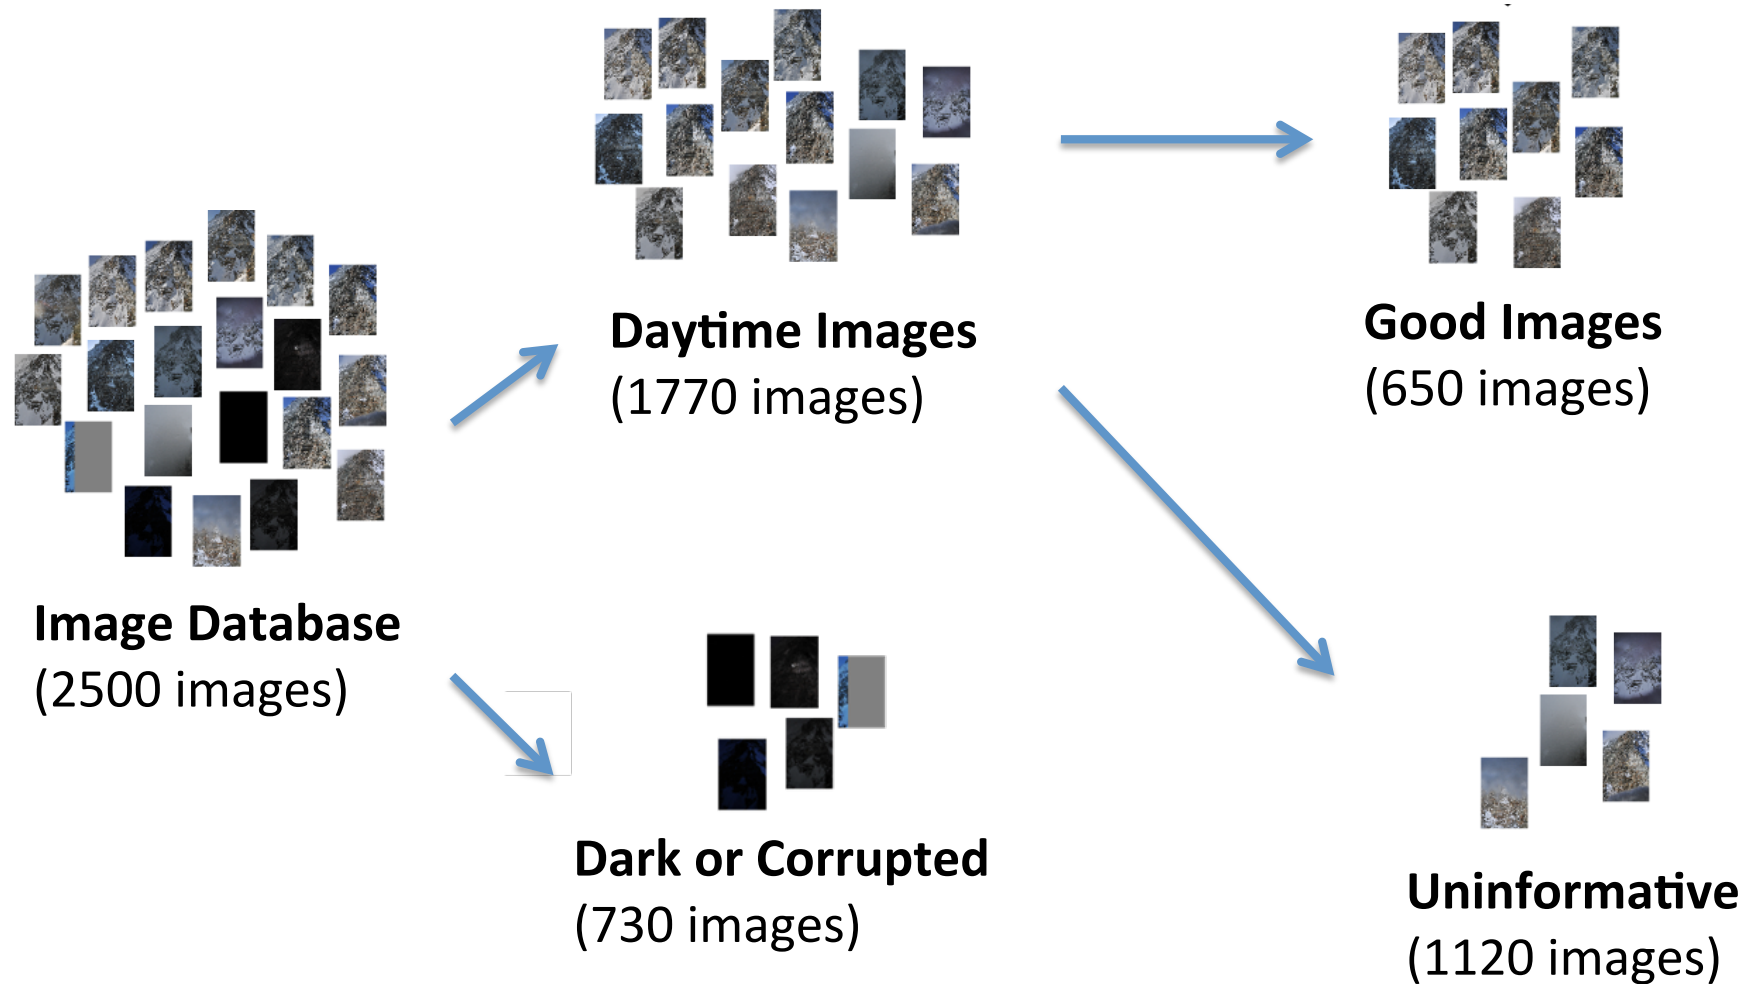 Daytime Images
(1770 images)
Good Images
(650 images)
Image Database
(2500 images)
Dark or Corrupted
(730 images)
Uninformative
(1120 images)